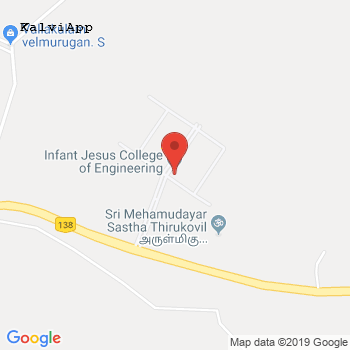 KalviApp
velmurugan. S
Infant Jesus College
of Engineering
138
Sri Mehamudayar
Sastha Thirukovil
அருள்மிகு...
Google
Map data ©2019 Google